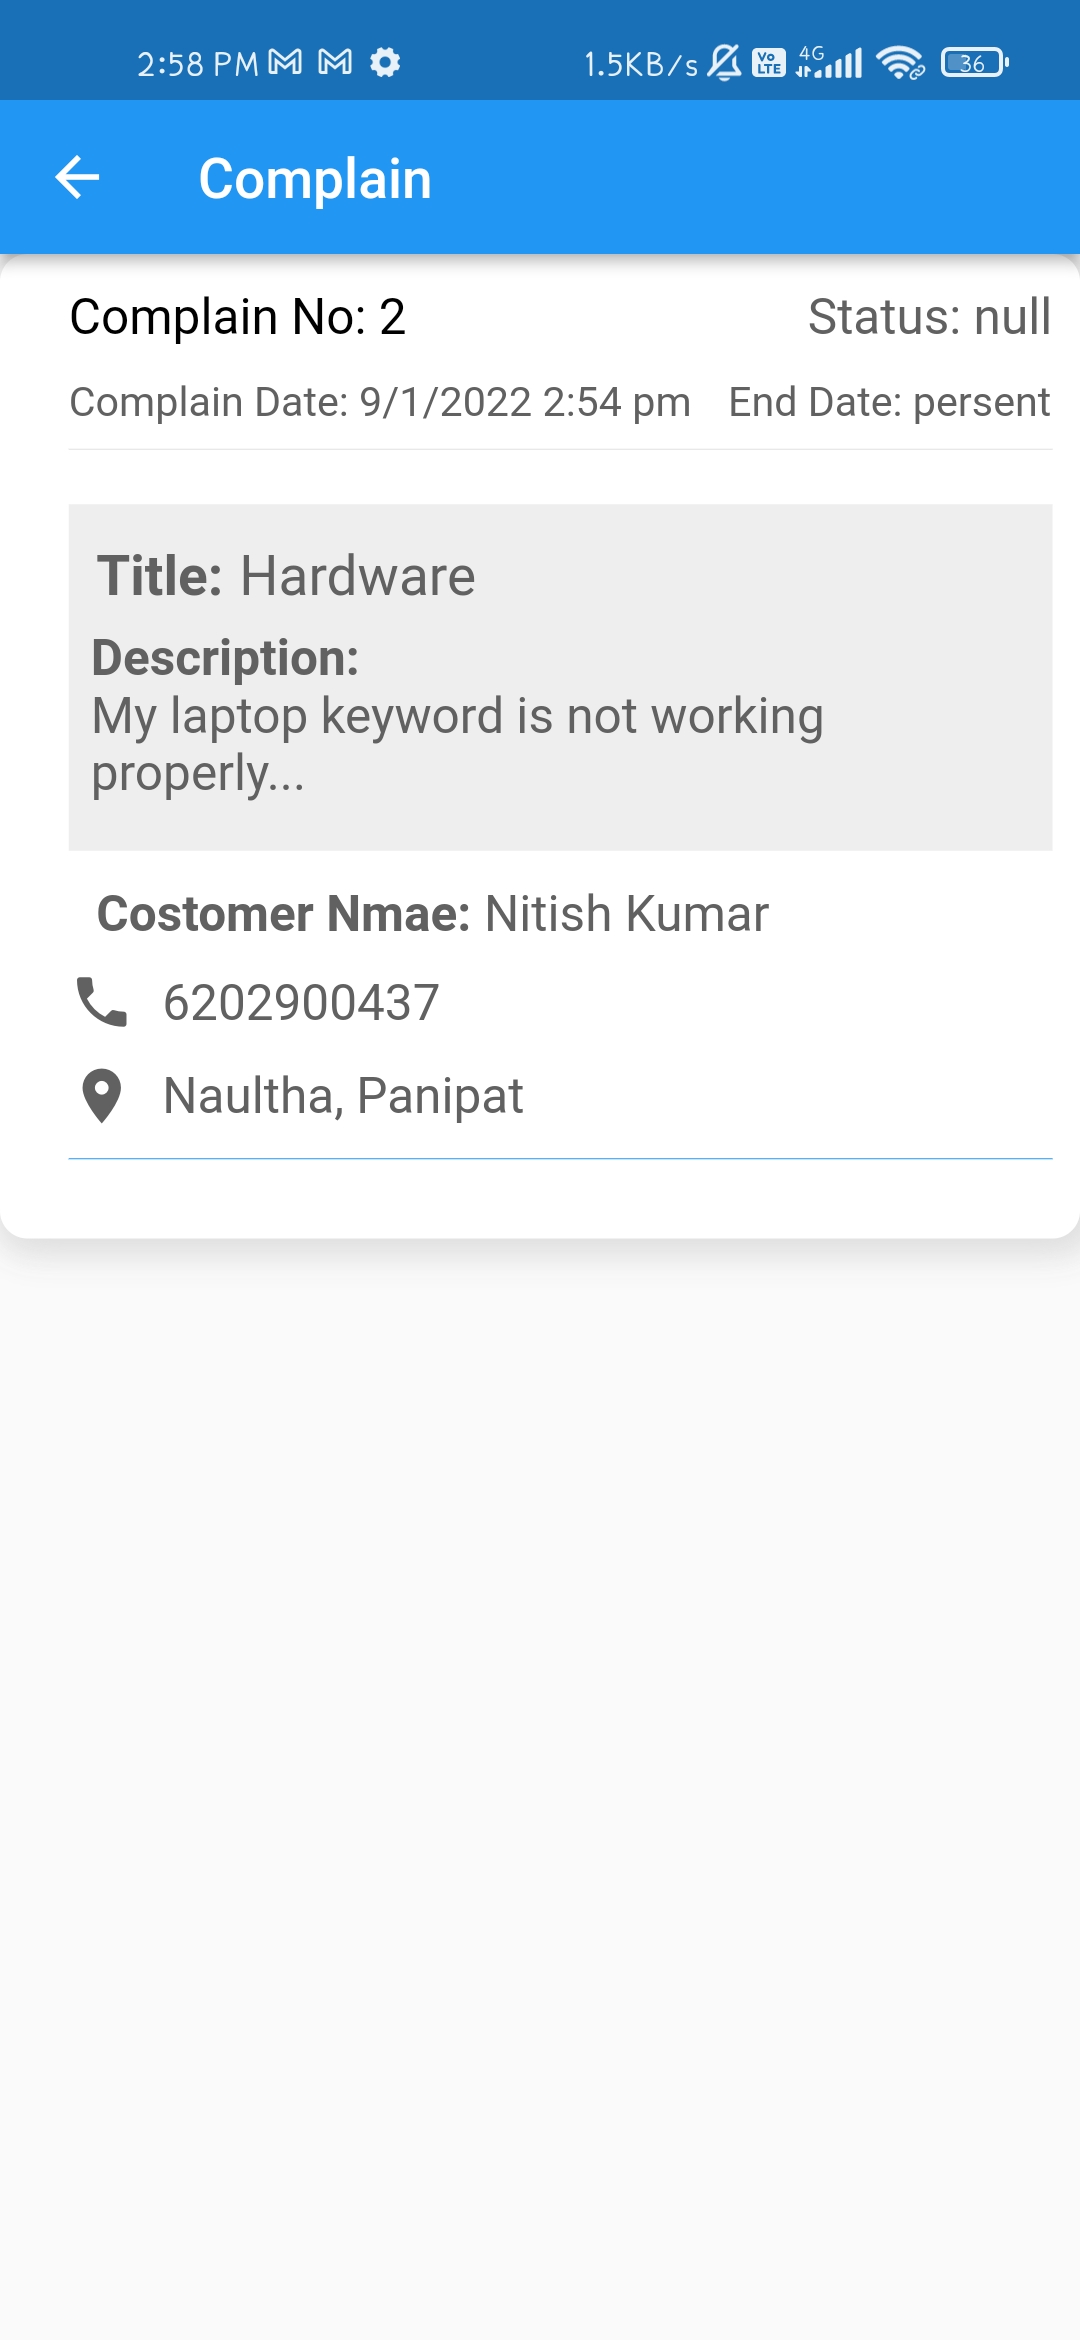 2:58 PM 1.5KB/s Vo LTE 4G 36
Complain
Complain No: 2 Status: null
Complain Date: 9/1/2022 2:54 pm End Date: persent
Title: Hardware
Description:
My laptop keyword is not working
properly...
Costomer Nmae: Nitish Kumar
6202900437
Naultha, Panipat